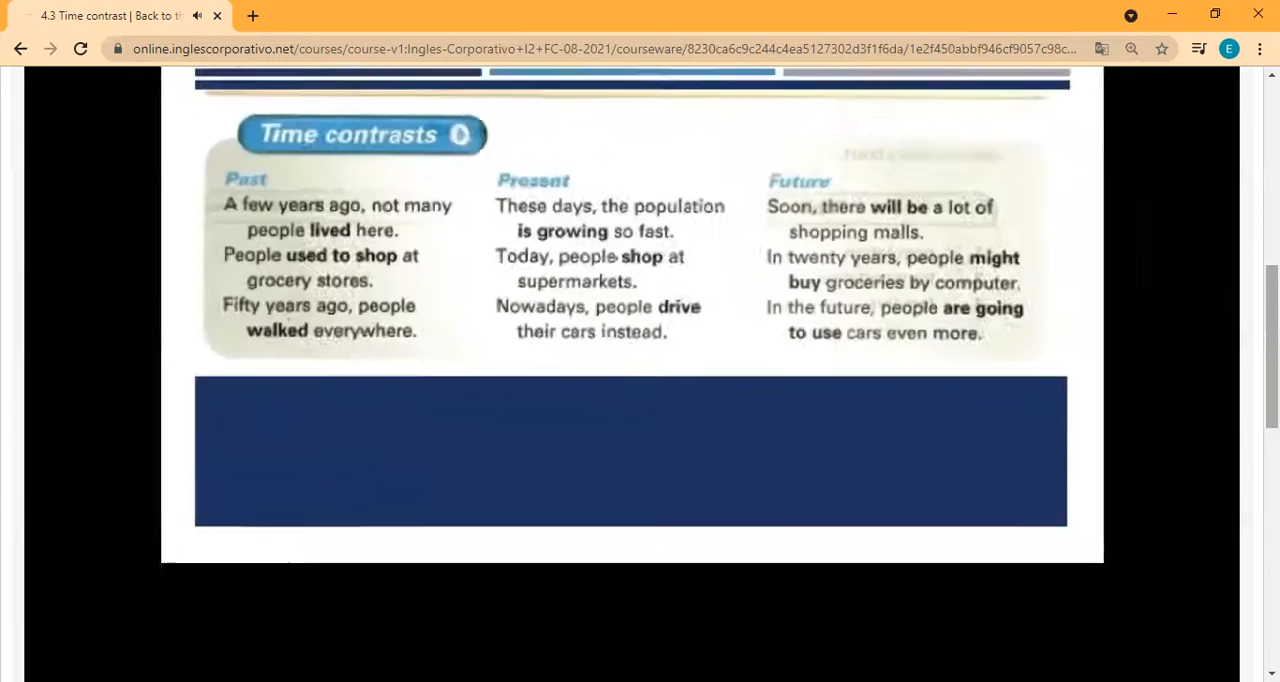 4.3 Time contrast | Back to th
online.inglescorporativo.net/courses/course-v1:Ingles-Corporativo+I2+FC-08-2021/courseware/8230ca6c9c244c4ea5127302d3f1f6da/1e2f450abbf946cf9057c98c...
E
Time contrasts
Past
A few years ago, not many
people lived here.
People used to shop at
grocery stores.
Fifty years ago, people
walked everywhere.
Present
These days, the population
is growing so fast.
Today, people shop at
supermarkets.
Nowadays, people drive
their cars instead.
Future
Soon, there will be a lot of
shopping malls.
In twenty years, people might
buy groceries by computer.
In the future, people are going
to use cars even more.